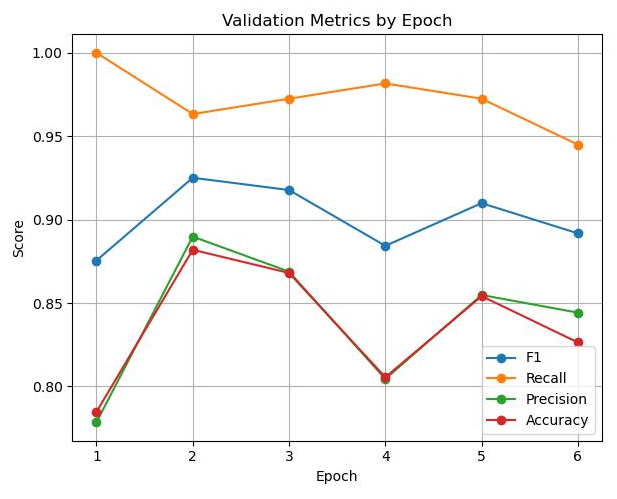 Validation Metrics by Epoch
1.00
0.95
0.90
0.85
0.80
Score
1 2 3 4 5 6
Epoch
F1
Recall
Precision
Accuracy